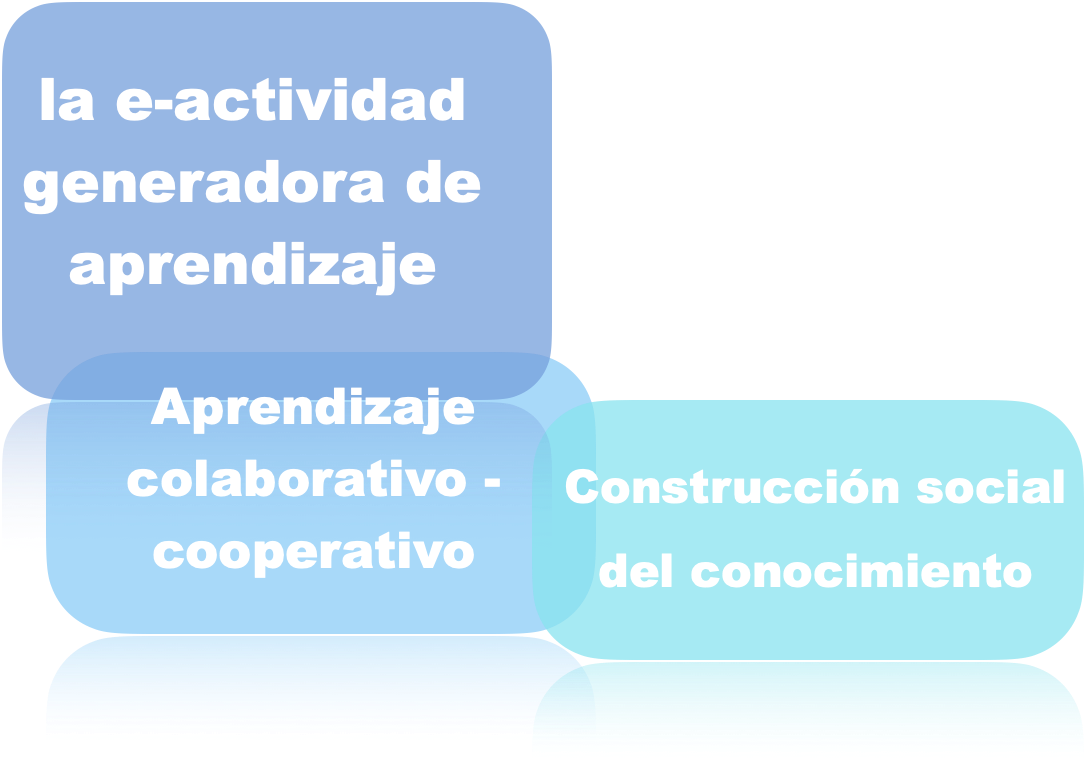 la e-actividad
generadora de
aprendizaje
Aprendizaje
colaborativo -
cooperativo
Construcción social
del conocimiento